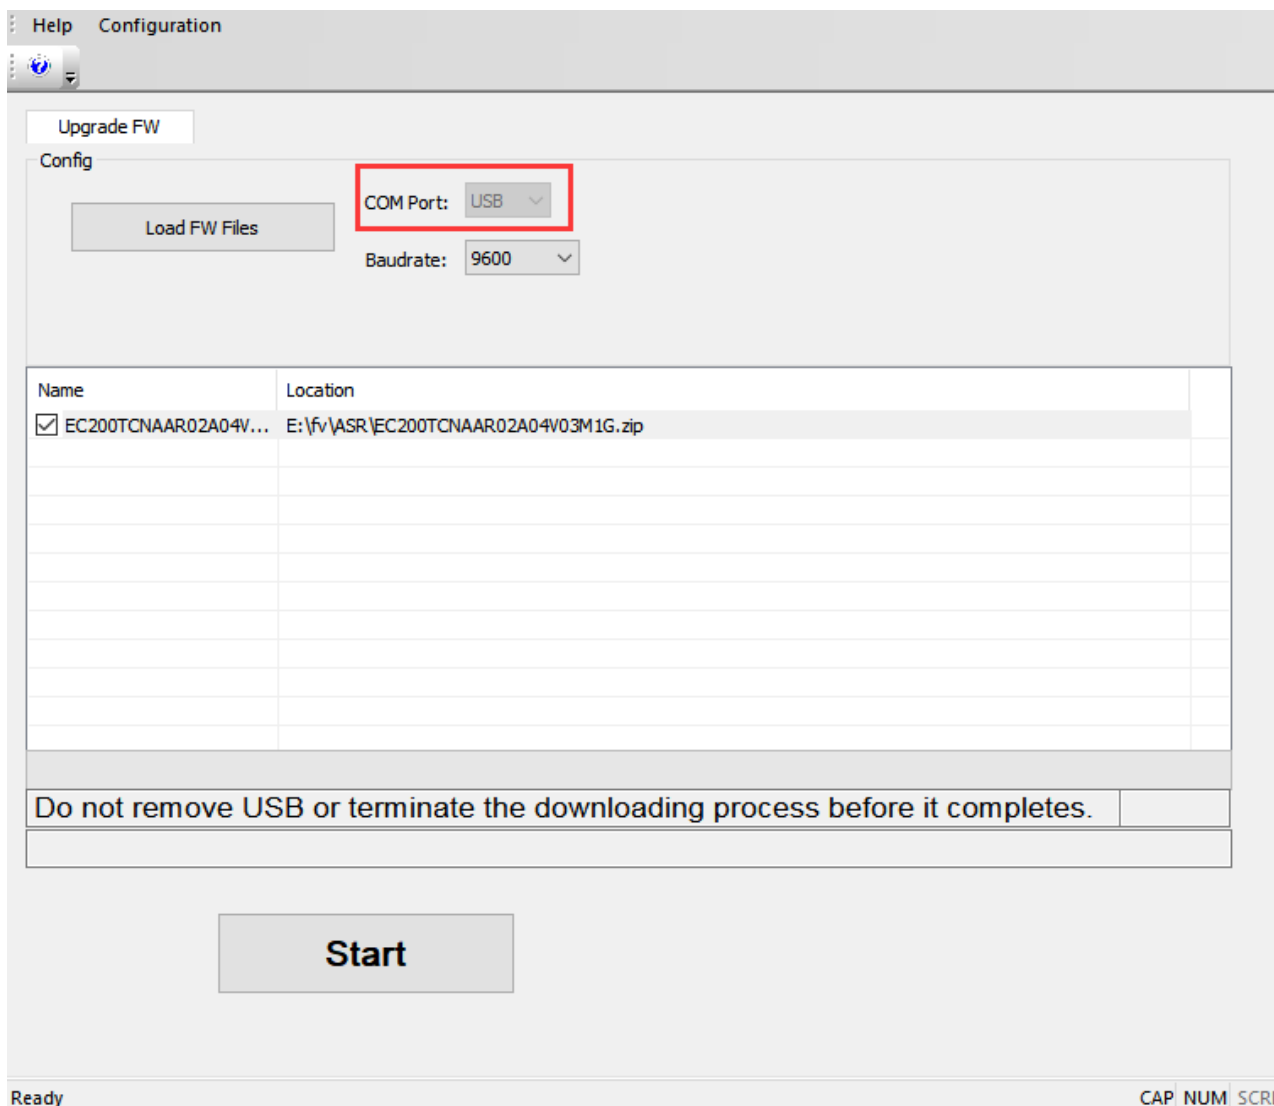 Help Configuration
Upgrade FW
Config
Load FW Files
COM Port: USB
Baudrate: 9600
Name Location
EC200TCNAAR02A04V... E:\fv\ASR\EC200TCNAAR02A04V03M1G.zip
Do not remove USB or terminate the downloading process before it completes.
Start
Ready CAP NUM SCRL